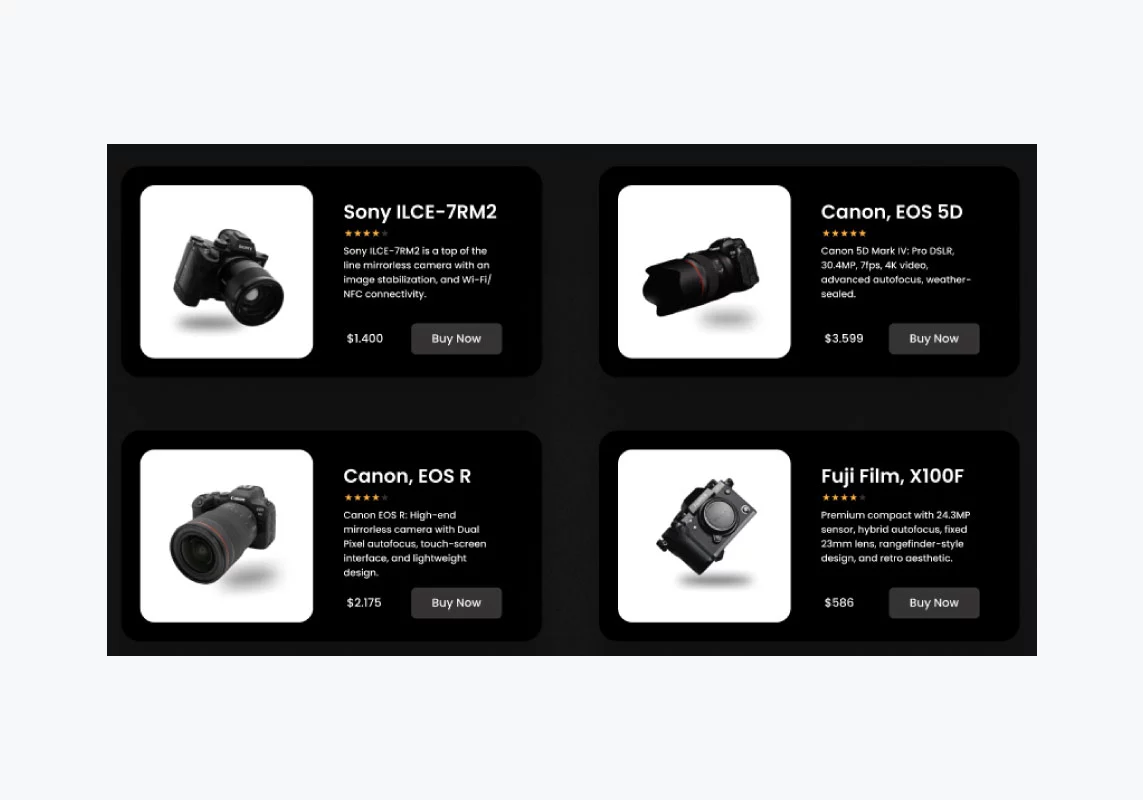 Sony ILCE-7RM2
Sony ILCE-7RM2 is a top of the
line mirrorless camera with an
image stabilization, and Wi-Fi/
NFC connectivity.
$1.400
Buy Now
Canon, EOS 5D
Canon 5D Mark IV: Pro DSLR,
30.4MP, 7fps, 4K video,
advanced autofocus, weather-
sealed.
$3.599
Buy Now
Canon, EOS R
Canon EOS R: High-end
mirrorless camera with Dual
Pixel autofocus, touch-screen
interface, and lightweight
design.
$2.175
Buy Now
Fuji Film, X100F
Premium compact with 24.3MP
sensor, hybrid autofocus, fixed
23mm lens, rangefinder-style
design, and retro aesthetic.
$586
Buy Now
SONY
Canon